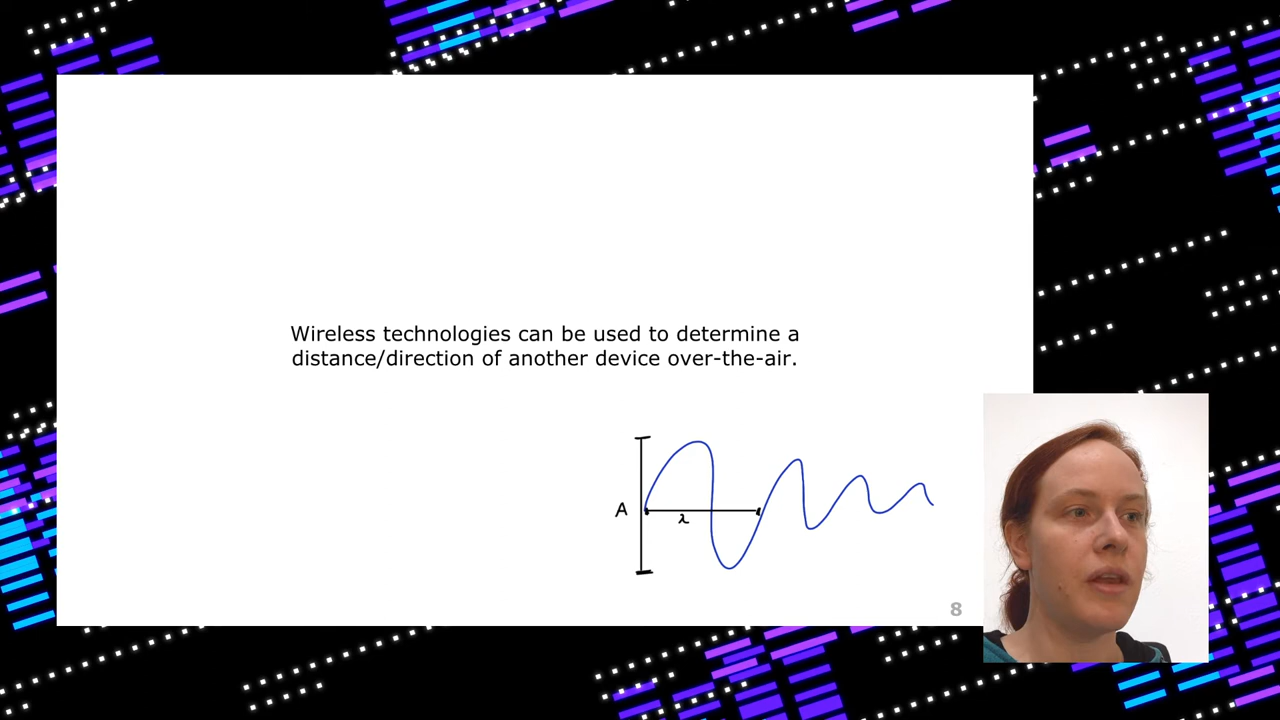 Wireless technologies can be used to determine a
distance/direction of another device over-the-air.
A
λ
8